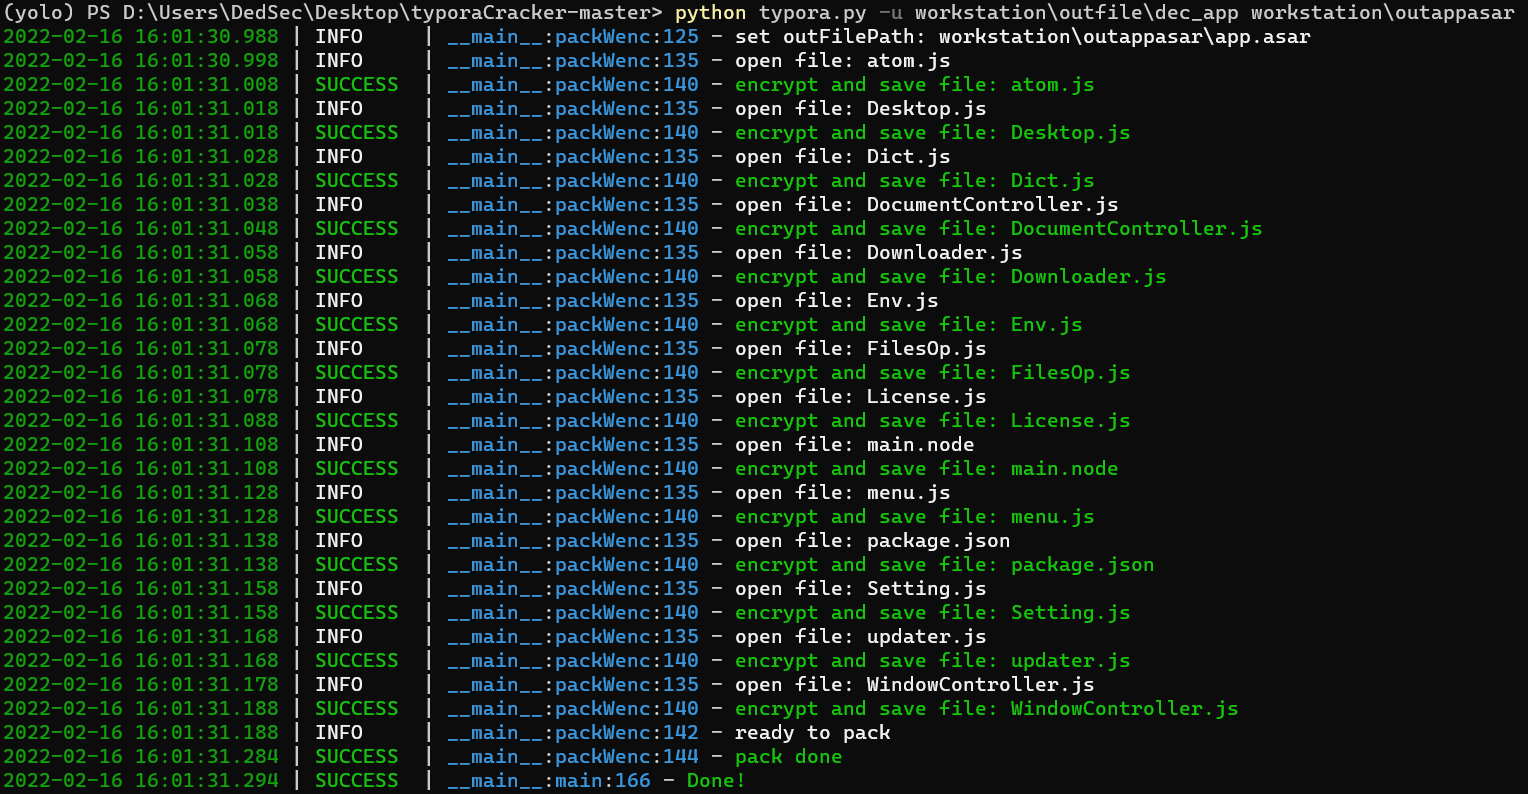 (yolo) PS D:\Users\DedSec\Desktop\typoraCracker-master> python typora.py -u workstation\outfile\dec_app workstation\outappasar
2022-02-16 16:01:30.988 | INFO     | __main__:packWenc:125 - set outFilePath: workstation\outappasar\app.asar
2022-02-16 16:01:30.998 | INFO     | __main__:packWenc:135 - open file: atom.js
2022-02-16 16:01:31.008 | SUCCESS  | __main__:packWenc:140 - encrypt and save file: atom.js
2022-02-16 16:01:31.018 | INFO     | __main__:packWenc:135 - open file: Desktop.js
2022-02-16 16:01:31.018 | SUCCESS  | __main__:packWenc:140 - encrypt and save file: Desktop.js
2022-02-16 16:01:31.028 | INFO     | __main__:packWenc:135 - open file: Dict.js
2022-02-16 16:01:31.028 | SUCCESS  | __main__:packWenc:140 - encrypt and save file: Dict.js
2022-02-16 16:01:31.038 | INFO     | __main__:packWenc:135 - open file: DocumentController.js
2022-02-16 16:01:31.048 | SUCCESS  | __main__:packWenc:140 - encrypt and save file: DocumentController.js
2022-02-16 16:01:31.058 | INFO     | __main__:packWenc:135 - open file: Downloader.js
2022-02-16 16:01:31.058 | SUCCESS  | __main__:packWenc:140 - encrypt and save file: Downloader.js
2022-02-16 16:01:31.068 | INFO     | __main__:packWenc:135 - open file: Env.js
2022-02-16 16:01:31.068 | SUCCESS  | __main__:packWenc:140 - encrypt and save file: Env.js
2022-02-16 16:01:31.078 | INFO     | __main__:packWenc:135 - open file: FilesOp.js
2022-02-16 16:01:31.078 | SUCCESS  | __main__:packWenc:140 - encrypt and save file: FilesOp.js
2022-02-16 16:01:31.078 | INFO     | __main__:packWenc:135 - open file: License.js
2022-02-16 16:01:31.088 | SUCCESS  | __main__:packWenc:140 - encrypt and save file: License.js
2022-02-16 16:01:31.108 | INFO     | __main__:packWenc:135 - open file: main.node
2022-02-16 16:01:31.108 | SUCCESS  | __main__:packWenc:140 - encrypt and save file: main.node
2022-02-16 16:01:31.128 | INFO     | __main__:packWenc:135 - open file: menu.js
2022-02-16 16:01:31.128 | SUCCESS  | __main__:packWenc:140 - encrypt and save file: menu.js
2022-02-16 16:01:31.138 | INFO     | __main__:packWenc:135 - open file: package.json
2022-02-16 16:01:31.138 | SUCCESS  | __main__:packWenc:140 - encrypt and save file: package.json
2022-02-16 16:01:31.158 | INFO     | __main__:packWenc:135 - open file: Setting.js
2022-02-16 16:01:31.158 | SUCCESS  | __main__:packWenc:140 - encrypt and save file: Setting.js
2022-02-16 16:01:31.168 | INFO     | __main__:packWenc:135 - open file: updater.js
2022-02-16 16:01:31.168 | SUCCESS  | __main__:packWenc:140 - encrypt and save file: updater.js
2022-02-16 16:01:31.178 | INFO     | __main__:packWenc:135 - open file: WindowController.js
2022-02-16 16:01:31.188 | SUCCESS  | __main__:packWenc:140 - encrypt and save file: WindowController.js
2022-02-16 16:01:31.188 | INFO     | __main__:packWenc:142 - ready to pack
2022-02-16 16:01:31.284 | SUCCESS  | __main__:packWenc:144 - pack done
2022-02-16 16:01:31.294 | SUCCESS  | __main__:main:166 - Done!